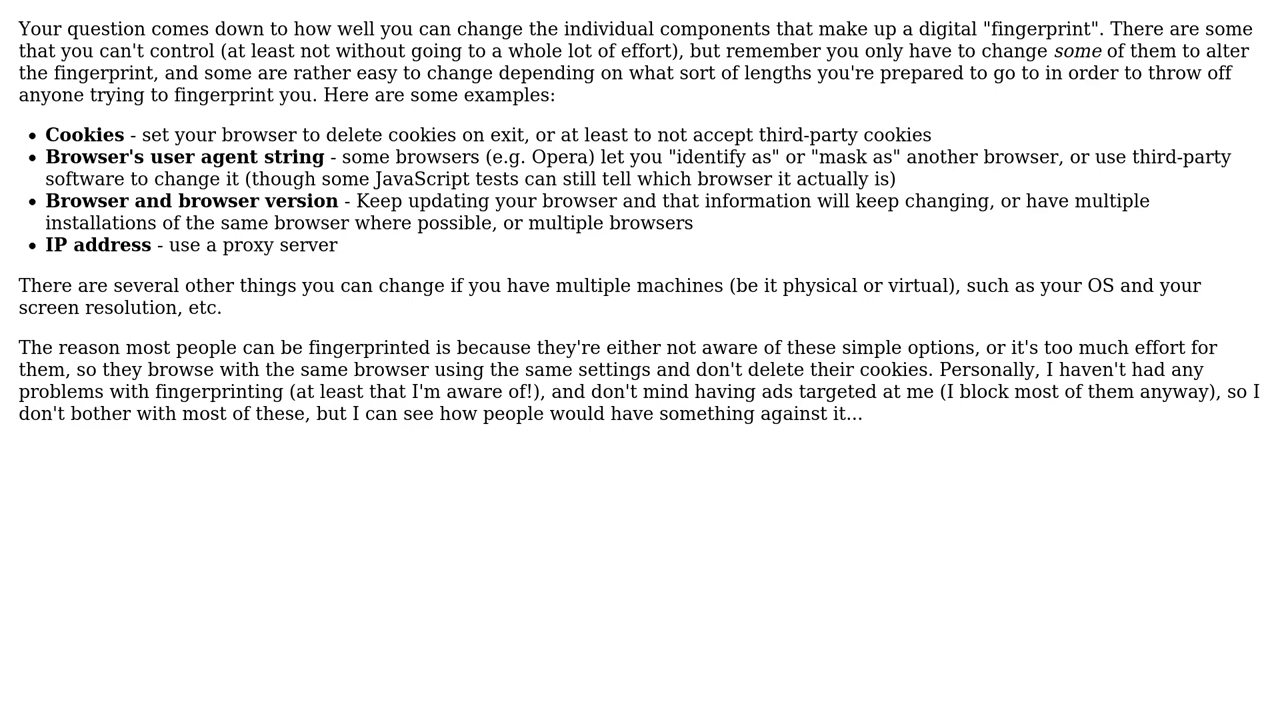 Your question comes down to how well you can change the individual components that make up a digital "fingerprint". There are some
that you can't control (at least not without going to a whole lot of effort), but remember you only have to change some of them to alter
the fingerprint, and some are rather easy to change depending on what sort of lengths you're prepared to go to in order to throw off
anyone trying to fingerprint you. Here are some examples:
• Cookies - set your browser to delete cookies on exit, or at least to not accept third-party cookies
• Browser's user agent string - some browsers (e.g. Opera) let you "identify as" or "mask as" another browser, or use third-party
software to change it (though some JavaScript tests can still tell which browser it actually is)
• Browser and browser version - Keep updating your browser and that information will keep changing, or have multiple
installations of the same browser where possible, or multiple browsers
• IP address - use a proxy server
There are several other things you can change if you have multiple machines (be it physical or virtual), such as your OS and your
screen resolution, etc.
The reason most people can be fingerprinted is because they're either not aware of these simple options, or it's too much effort for
them, so they browse with the same browser using the same settings and don't delete their cookies. Personally, I haven't had any
problems with fingerprinting (at least that I'm aware of!), and don't mind having ads targeted at me (I block most of them anyway), so I
don't bother with most of these, but I can see how people would have something against it...